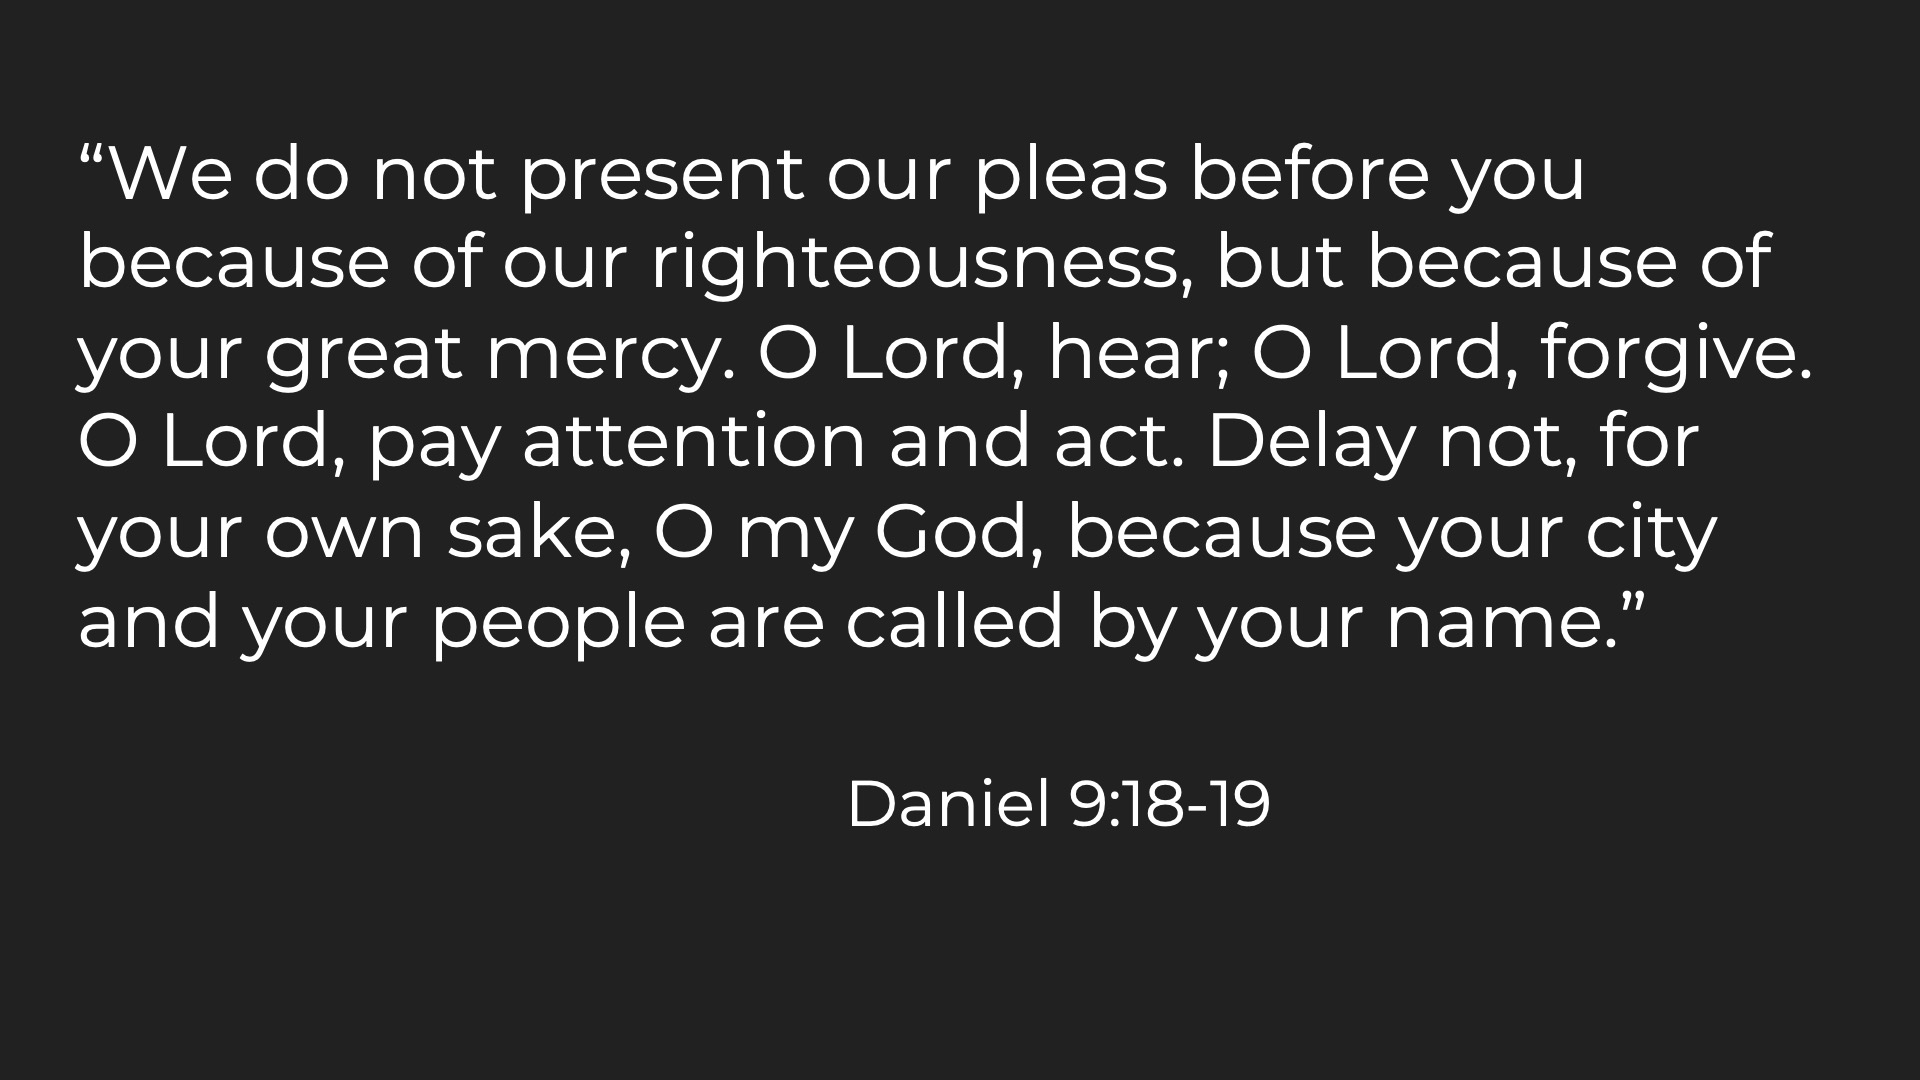 “We do not present our pleas before you
because of our righteousness, but because of
your great mercy. O Lord, hear; O Lord, forgive.
O Lord, pay attention and act. Delay not, for
your own sake, O my God, because your city
and your people are called by your name.”
Daniel 9:18-19